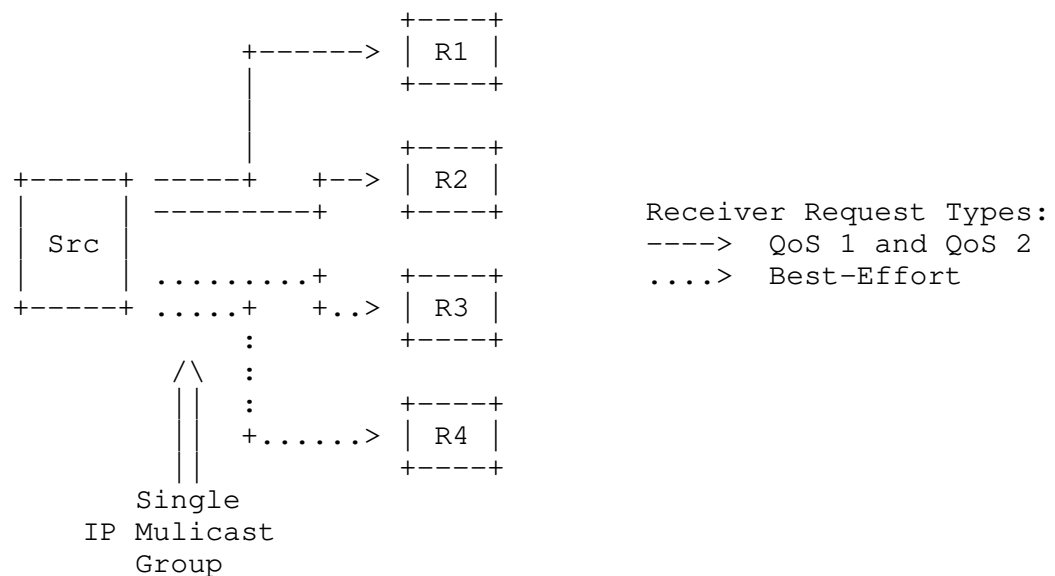 R1
R2
Receiver Request Types:
Src
----> QoS 1 and QoS 2
....> Best-Effort
R3
R4
Single
IP Mulicast
Group